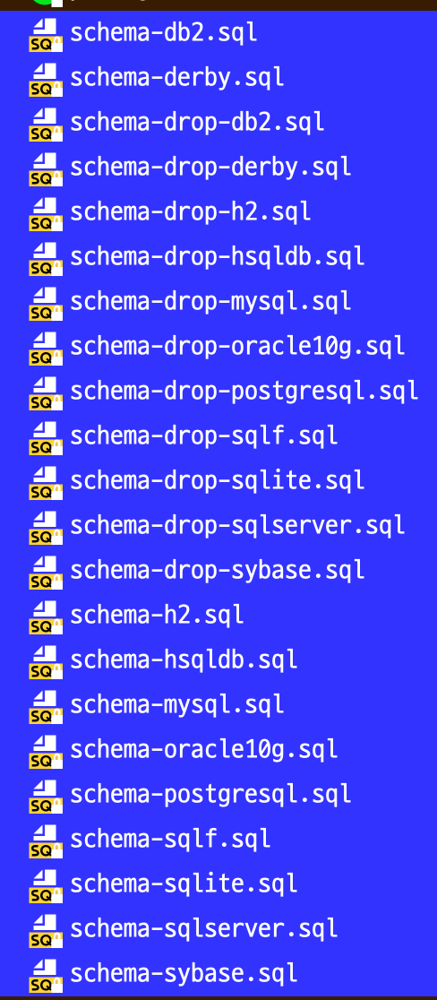 schema-db2.sql
schema-derby.sql
schema-drop-db2.sql
schema-drop-derby.sql
schema-drop-h2.sql
schema-drop-hsqldb.sql
schema-drop-mysql.sql
schema-drop-oracle10g.sql
schema-drop-postgresql.sql
schema-drop-sqlf.sql
schema-drop-sqlite.sql
schema-drop-sqlserver.sql
schema-drop-sybase.sql
schema-h2.sql
schema-hsqldb.sql
schema-mysql.sql
schema-oracle10g.sql
schema-postgresql.sql
schema-sqlf.sql
schema-sqlite.sql
schema-sqlserver.sql
schema-sybase.sql